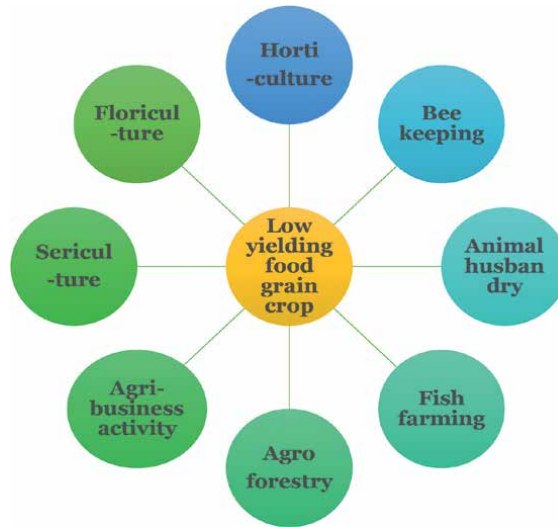 Horti
-culture
Bee
keeping
Animal
husban
dry
Fish
farming
Agro
forestry
Agri-
business
activity
Sericul
-ture
Floricul
-ture
Low
yielding
food
grain
crop